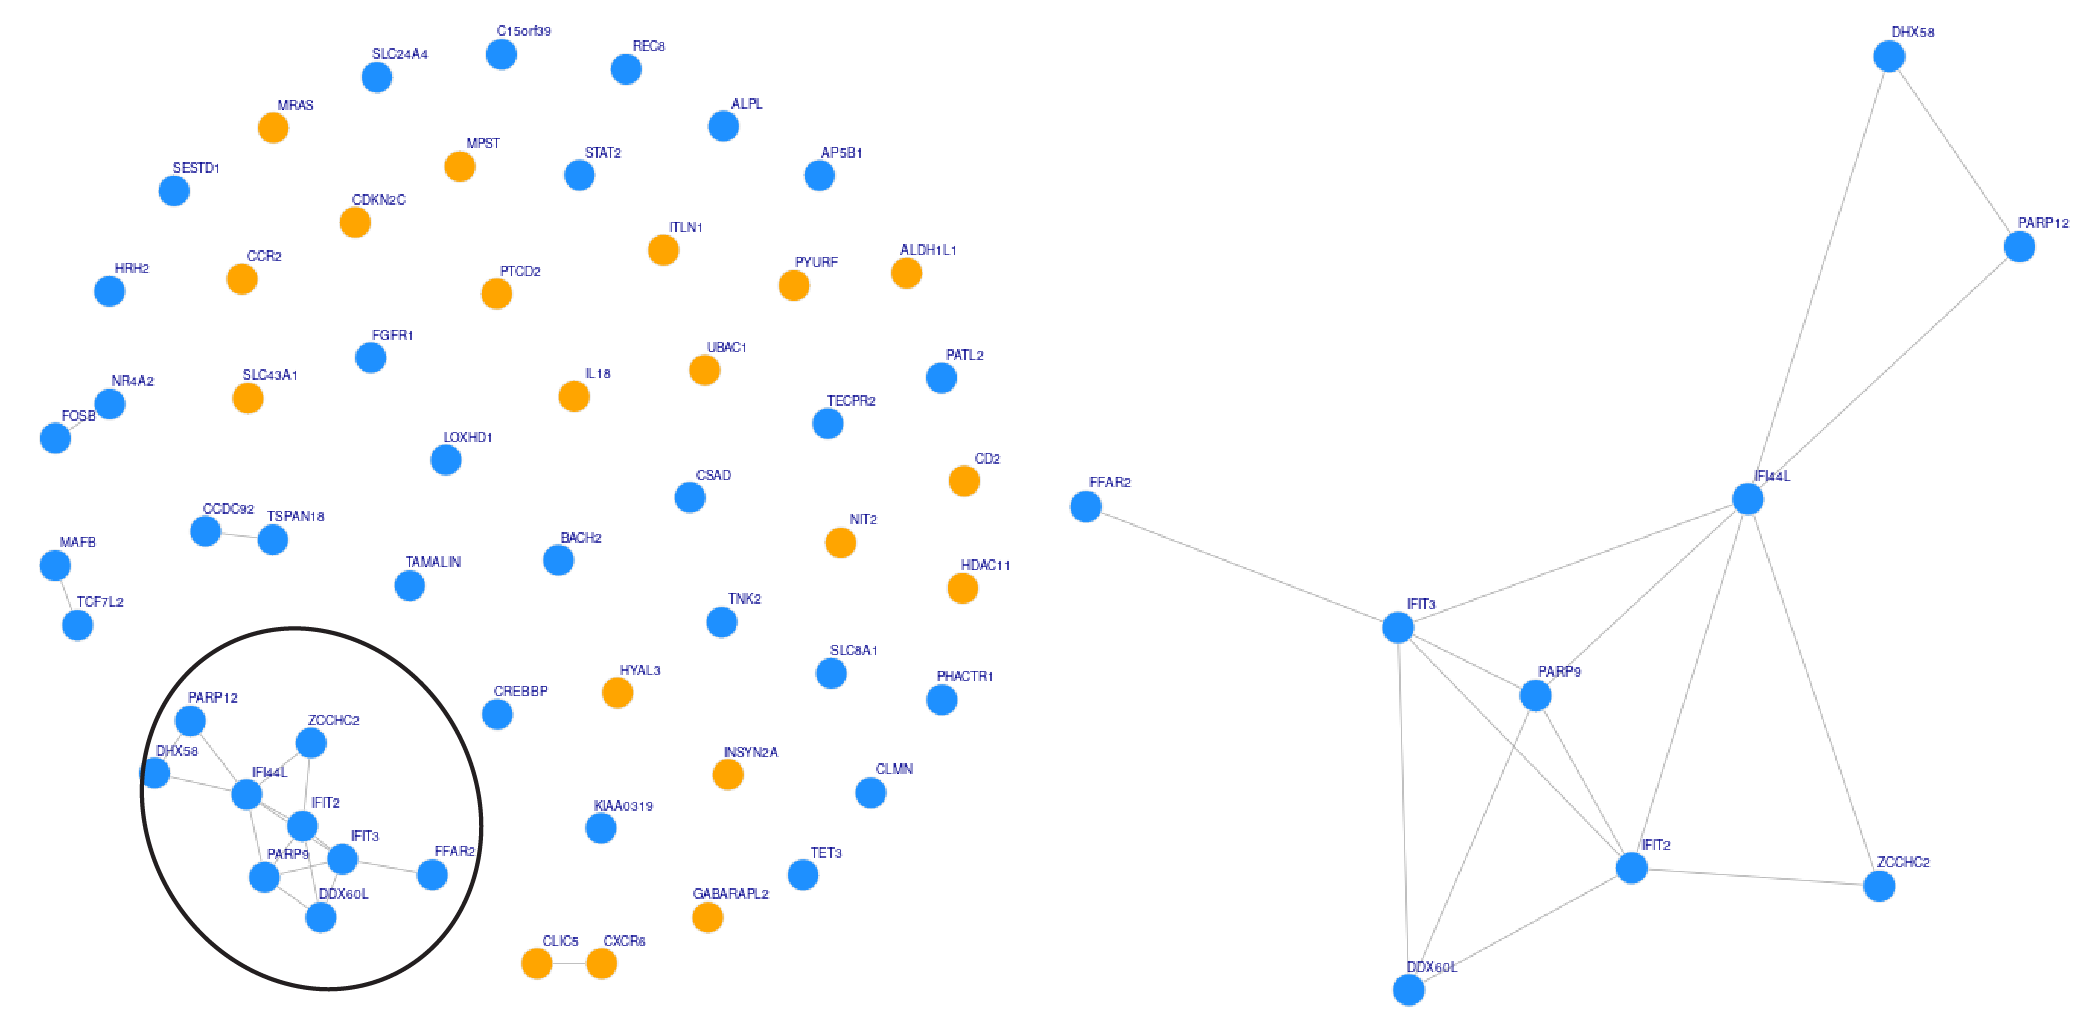 C15orf39
SLC24A4
REC8
MRAS
ALPL
MPST
STAT2
AP5B1
SESTD1
CDKN2C
ITLN1
ALDH1L1
HRH2
CCR2
PTCD2
PYURF
FGFR1
UBAC1
PATL2
NR4A2
SLC43A1
IL18
FOSB
TECPR2
LOXHD1
CD2
CSAD
CCDC92
TSPAN18
NIT2
MAFB
BACH2
TAMALIN
HDAC11
TCF7L2
TNK2
SLC8A1
HYAL3
PHACTR1
CREBBP
PARP12
ZCCHC2
DHX58
INSYN2A
IFI44L
CLMN
IFIT2
KIAA0319
IFIT3
PARP9
FFAR2
TET3
DDX60L
GABARAPL2
CLIC5
CXCR6
DHX58
PARP12
IFI44L
FFAR2
IFIT3
PARP9
IFIT2
ZCCHC2
DDX60L